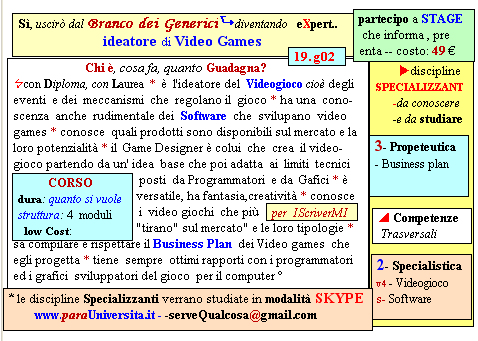 Sì, uscirò dal Branco dei Generici diventando eXpert..
ideatore di Video Games
partecipo a STAGE
che informa , pre
enta -- costo: 49 €
19.g02
Chi è, cosa fa, quanto Guadagna?
con Diploma, con Laurea * è l'ideatore del Videogico cioè degli
eventi e dei meccanismi che regolano il gioco * ha una cono-
scenza anche rudimentale dei Software che svilupano video
games * conosce quali prodotti sono disponibili sul mercato e la
loro potenzialità * il Game Designer è colui che crea il video-
gioco partendo da un' idea base che poi adatta ai limiti tecnici
posti da Programmatori e da Gafici * è
versatile, ha fantasia,creatività * conosce
i video giochi che più
per IScriverMI
"tirano" sul mercato" e le loro tipologie *
sa compilare e rispettare il Business Plan dei Video games che
egli progetta * tiene sempre ottimi rapporti con i programmatori
ed i grafici sviluppatori del gioco per il computer °
CORSO
dura: quanto si vuole
struttura: 4 moduli
low Cost:
discipline
SPECIALIZZANT
-da conoscere
-e da studiare
3- Propeteutica
- Business plan
Competenze
Trasversali
2- Specialistica
π4 - Videogioco
s- Software
* le discipline Specializzanti verrano studiate in modalità SKYPE
www.paraUniversita.it - -serveQualcosa@gmail.com